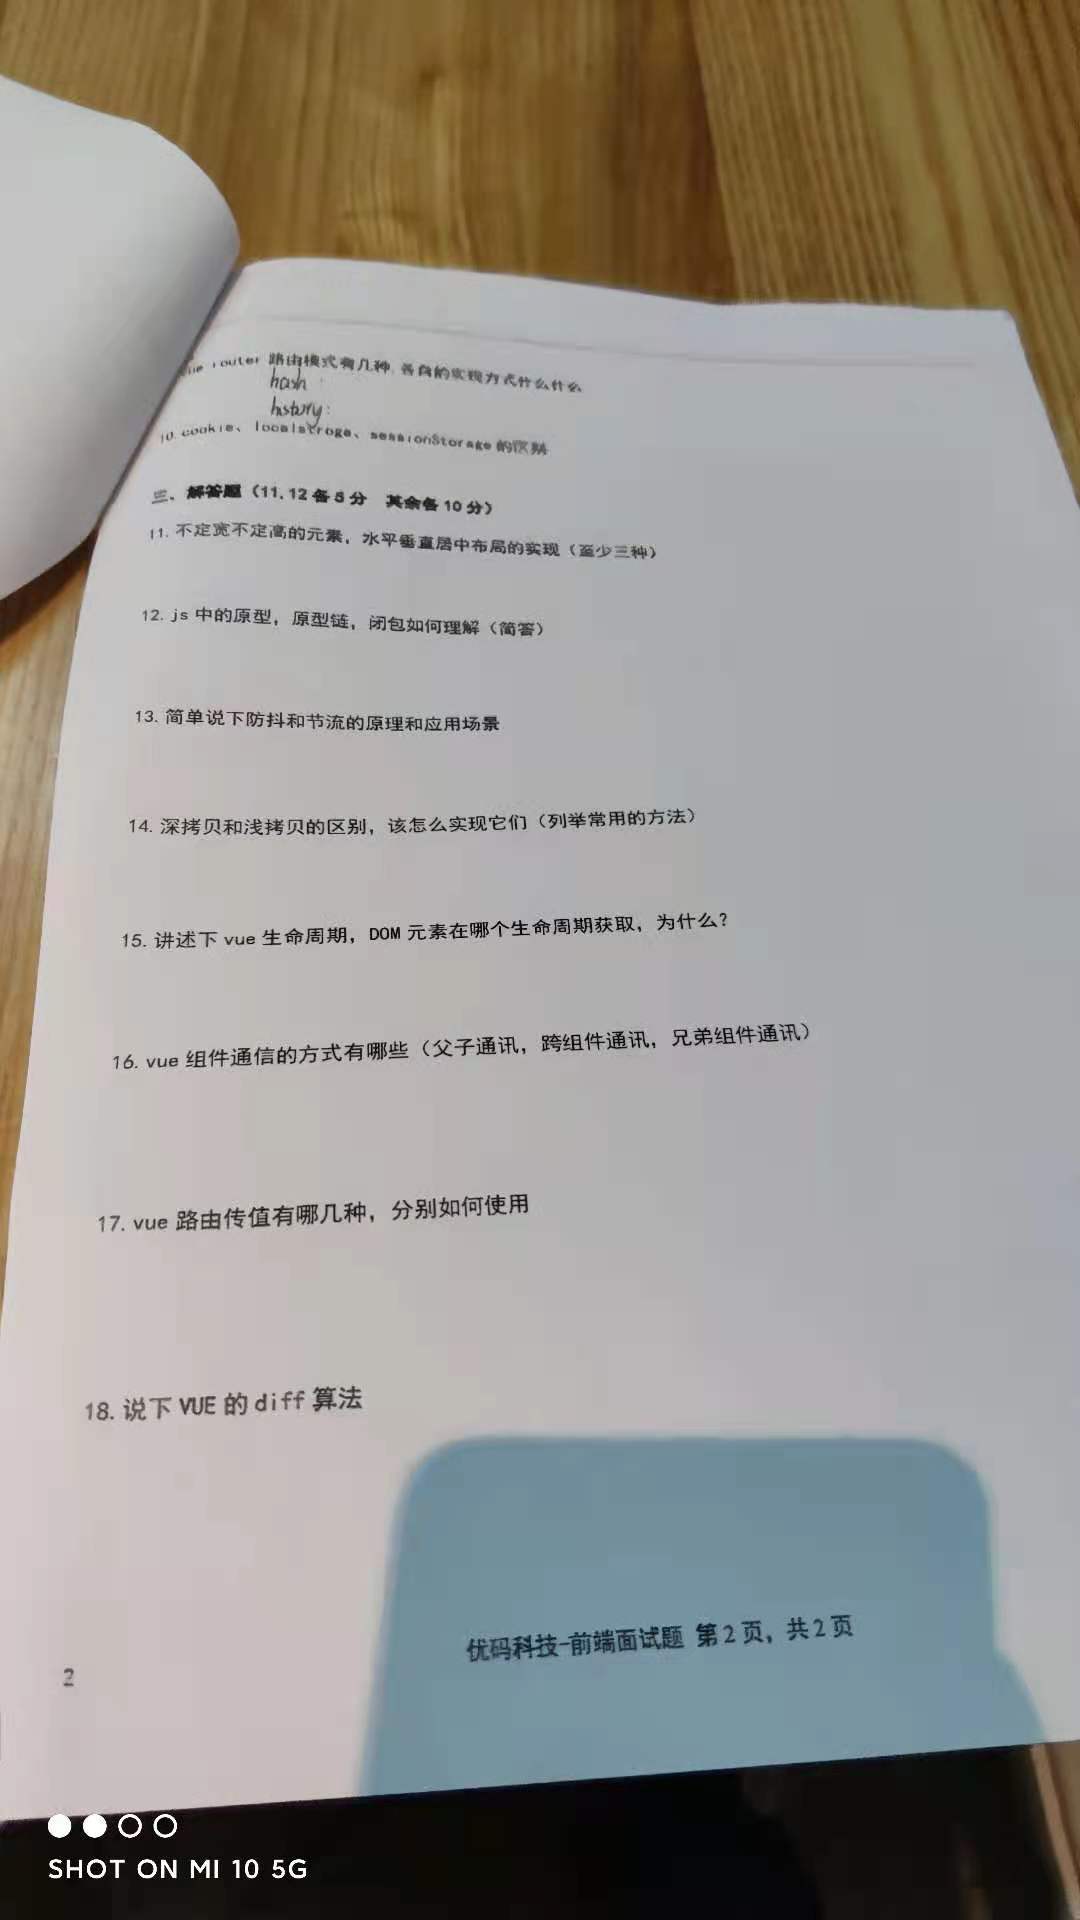 router 路由模式有几种，各自的实现方式什么什么
hash :
history:
10. cookie、localstroge、sessionStorage 的区别
三、解答题（11,12 各 5 分 其余各 10 分）
11. 不定宽不定高的元素，水平垂直居中布局的实现（至少三种）
12. js 中的原型，原型链，闭包如何理解（简答）
13. 简单说下防抖和节流的原理和应用场景
14. 深拷贝和浅拷贝的区别，该怎么实现它们（列举常用的方法）
15. 讲述下 vue 生命周期，DOM 元素在哪个生命周期获取，为什么？
16. vue 组件通信的方式有哪些（父子通讯，跨组件通讯，兄弟组件通讯）
17. vue 路由传值有哪几种，分别如何使用
18. 说下 VUE 的 diff 算法
优码科技-前端面试题 第 2 页，共 2 页
2
SHOT ON MI 10 5G